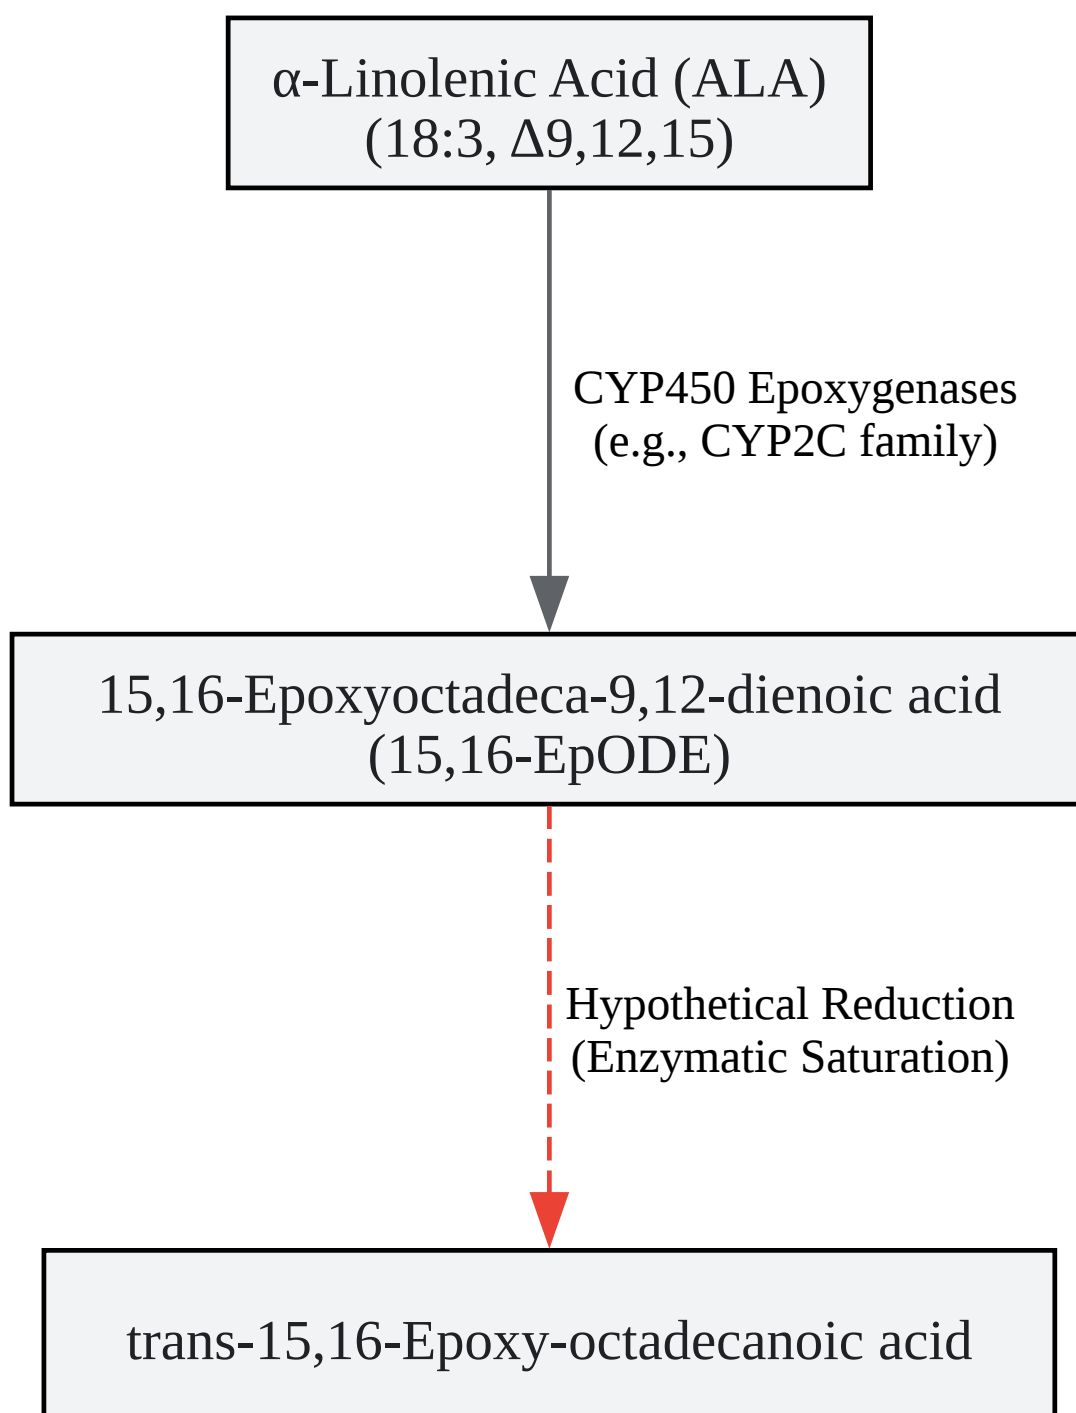 α-Linolenic Acid (ALA)
(18:3, Δ9,12,15)
CYP450 Epoxygenases
(e.g., CYP2C family)
15,16-Epoxyoctadeca-9,12-dienoic acid
(15,16-EpODE)
Hypothetical Reduction
(Enzymatic Saturation)
trans-15,16-Epoxy-octadecanoic acid